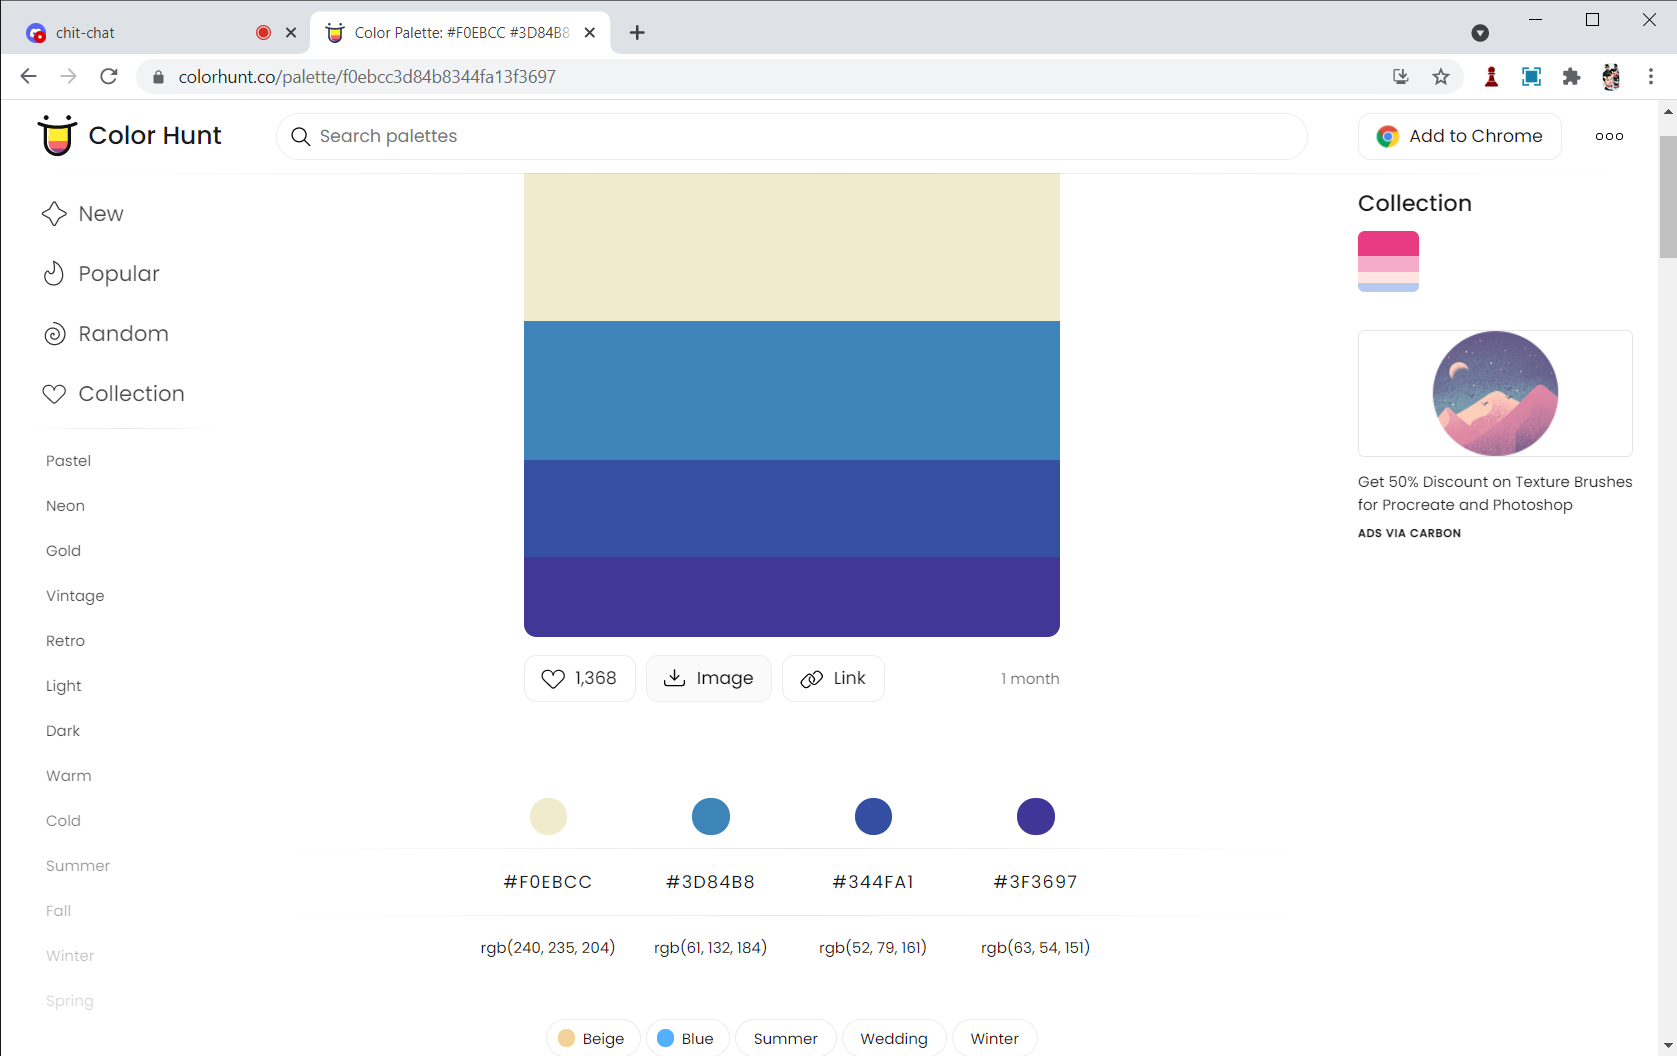 chit-chat
Color Palette: #F0EBCC #3D84B8
colorhunt.co/palette/f0ebcc3d84b8344fa13f3697
Color Hunt
Search palettes
Add to Chrome
New
Popular
Random
Collection
Pastel
Neon
Gold
Vintage
Retro
Light
Dark
Warm
Cold
Summer
Fall
Winter
Spring
1,368
Image
Link
1 month
#F0EBCC #3D84B8 #344FA1 #3F3697
rgb(240, 235, 204) rgb(61, 132, 184) rgb(52, 79, 161) rgb(63, 54, 151)
Beige Blue Summer Wedding Winter
Collection
Get 50% Discount on Texture Brushes
for Procreate and Photoshop
ADS VIA CARBON